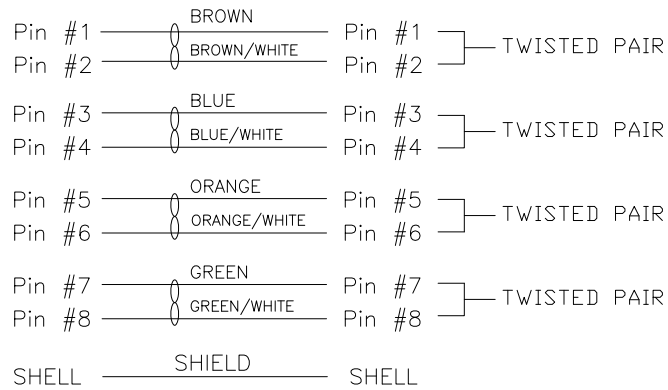 BROWN
Pin #1 Pin #1
BROWN/WHITE TWISTED PAIR
Pin #2 Pin #2
BLUE
Pin #3 Pin #3
BLUE/WHITE TWISTED PAIR
Pin #4 Pin #4
ORANGE
Pin #5 Pin #5
ORANGE/WHITE TWISTED PAIR
Pin #6 Pin #6
GREEN
Pin #7 Pin #7
GREEN/WHITE TWISTED PAIR
Pin #8 Pin #8
SHIELD
SHELL SHELL